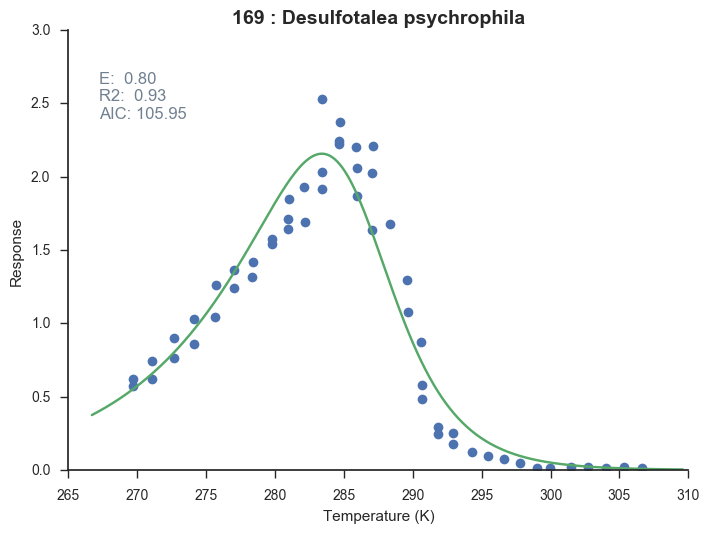 169 : Desulfotalea psychrophila
E:  0.80
R2:  0.93
AIC: 105.95
3.0
2.5
2.0
1.5
1.0
0.5
0.0
Response
265 270 275 280 285 290 295 300 305 310
Temperature (K)